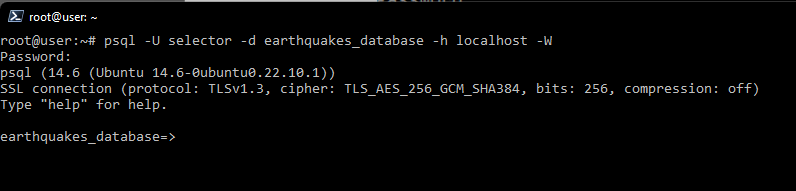 root@user: ~
root@user:~# psql -U selector -d earthquakes_database -h localhost -W
Password:
psql (14.6 (Ubuntu 14.6-0ubuntu0.22.10.1))
SSL connection (protocol: TLSv1.3, cipher: TLS_AES_256_GCM_SHA384, bits: 256, compression: off)
Type "help" for help.
earthquakes_database=>